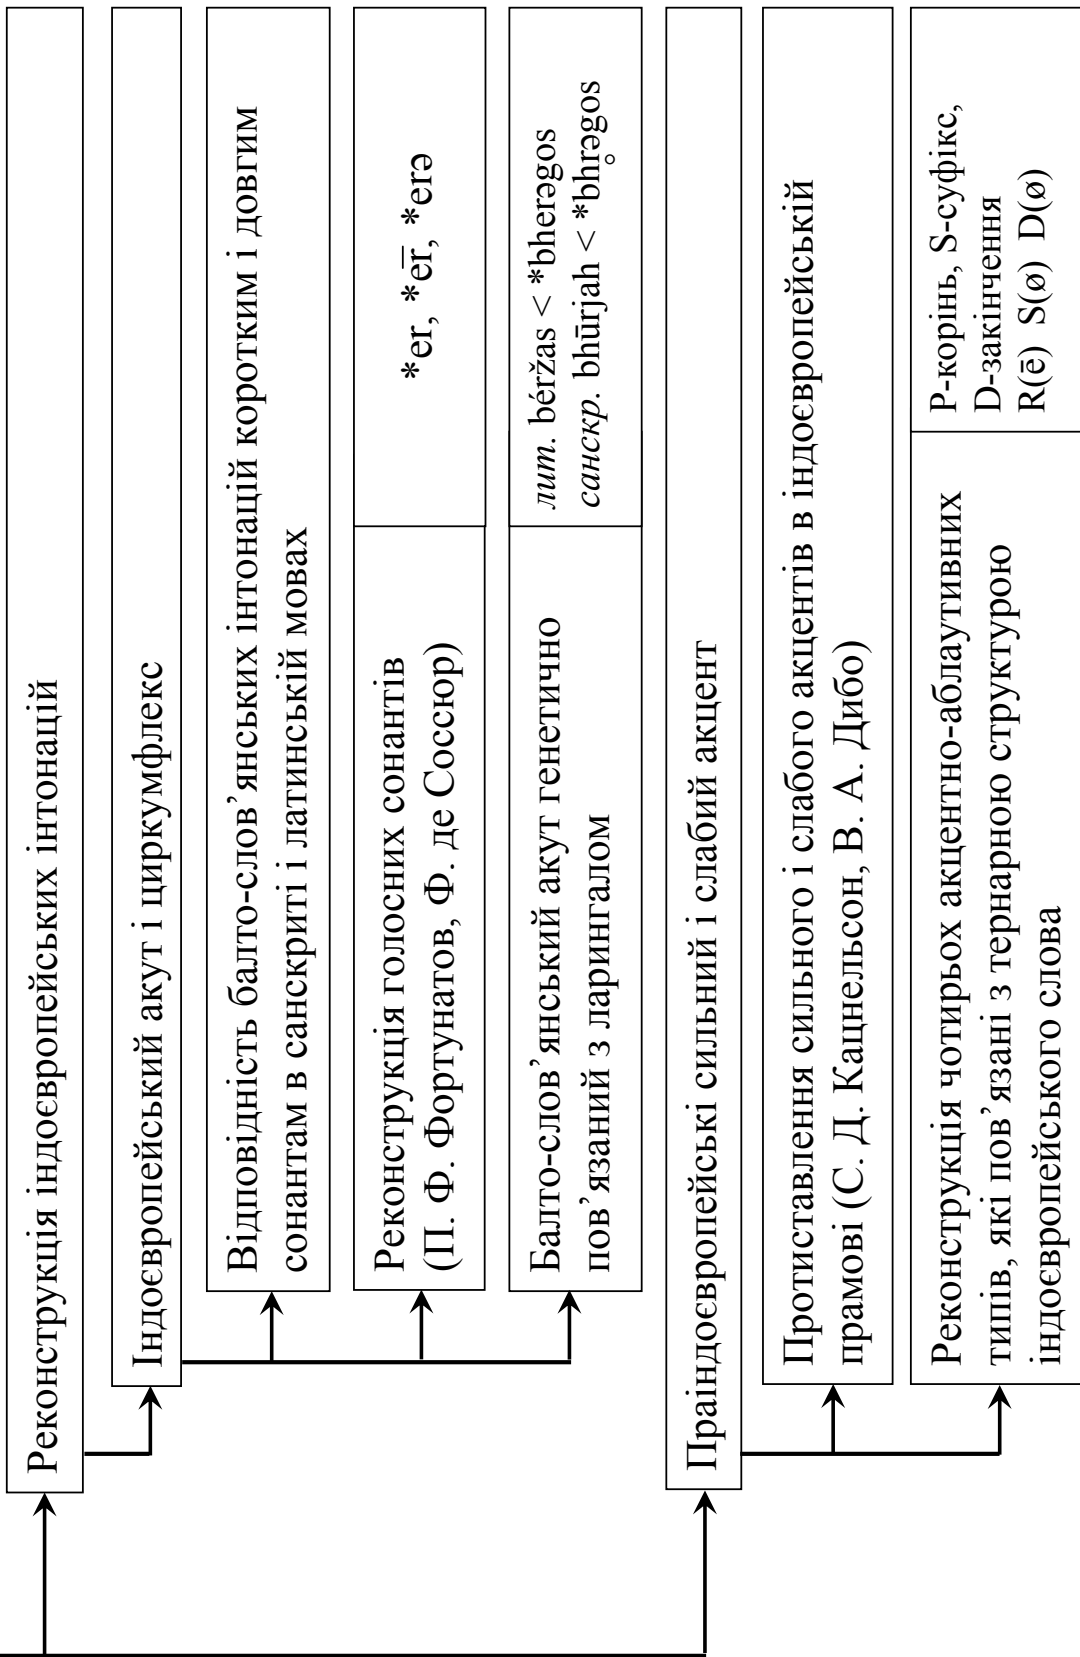 Реконструкція індоєвропейських інтонацій
Індоєвропейський акут і циркумфлекс
Відповідність балто-слов’янських інтонацій коротким і довгим
сонантам в санскриті і латинській мовах
Реконструкція голосних сонантів
(П. Ф. Фортунатов, Ф. де Соссюр)
*er, *er̅, *erə
Балто-слов’янський акут генетично
пов’язаний з ларингалом
лит. béržas < *bherəgos
санскр. bhūrjah < *bhr̥əgos
Праіндоєвропейські сильний і слабий акцент
Протиставлення сильного і слабого акцентів в індоєвропейській
прамові (С. Д. Кацнельсон, В. А. Дибо)
Реконструкція чотирьох акцентно-аблаутивних
типів, які пов’язані з тернарною структурою
індоєвропейського слова
Р-корінь, S-суфікс,
D-закінчення
R(ē) S(ø) D(ø)